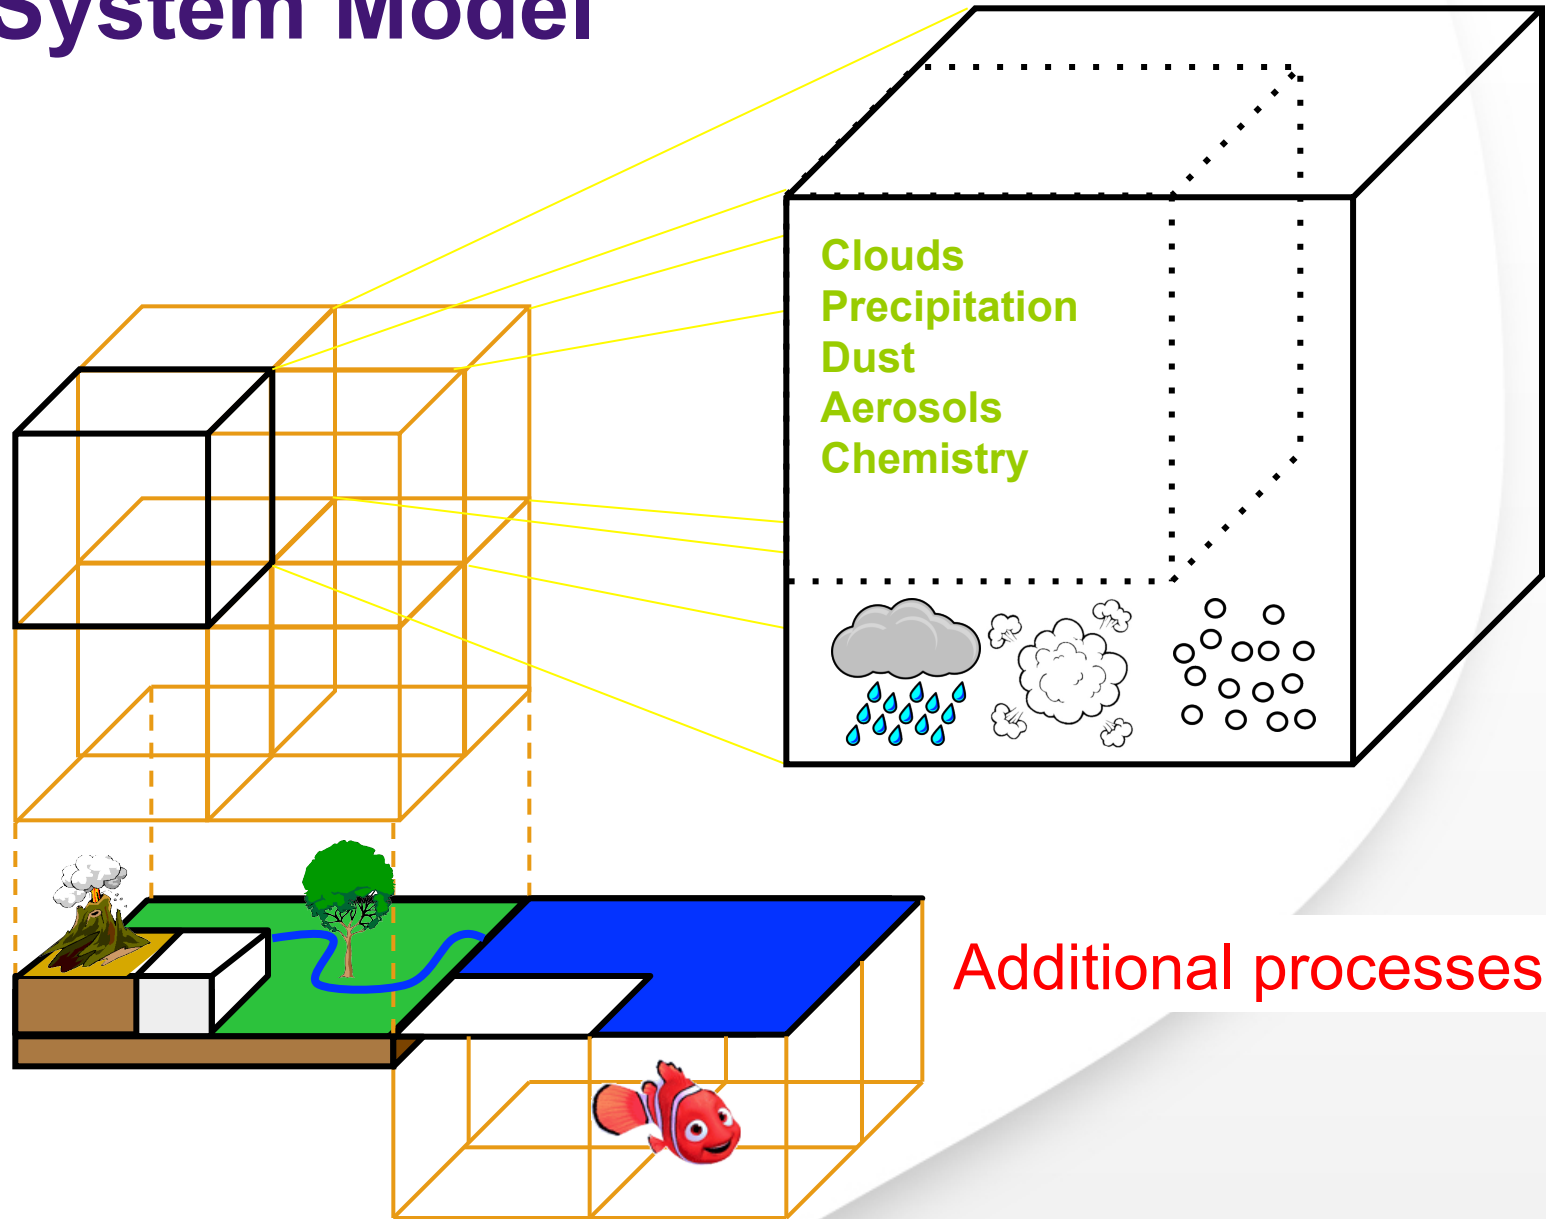 System Model
Clouds
Precipitation
Dust
Aerosols
Chemistry
Additional processes